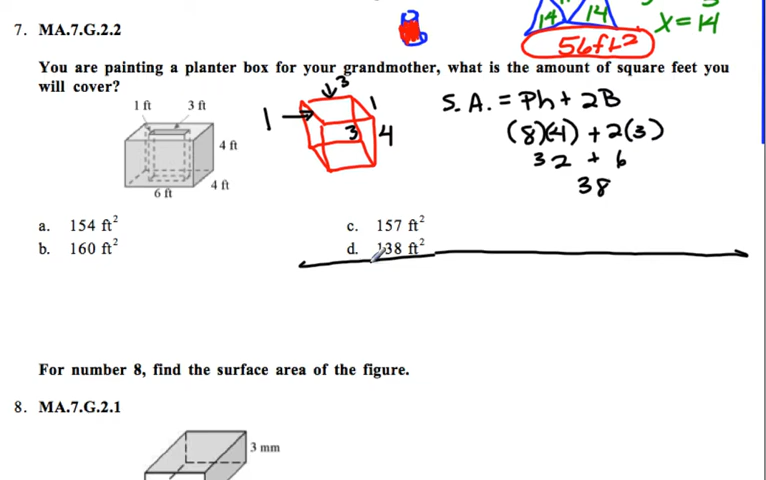 14 14
56ft²
x = 14
7. MA.7.G.2.2
You are painting a planter box for your grandmother, what is the amount of square feet you
will cover?
1 ft 3 ft
4 ft
4 ft
6 ft
3
1
1
3 4
S.A. = Ph + 2B
(8)(4) + 2(3)
32 + 6
38
a. 154 ft²
b. 160 ft²
c. 157 ft²
d. 138 ft²
For number 8, find the surface area of the figure.
8. MA.7.G.2.1
3 mm